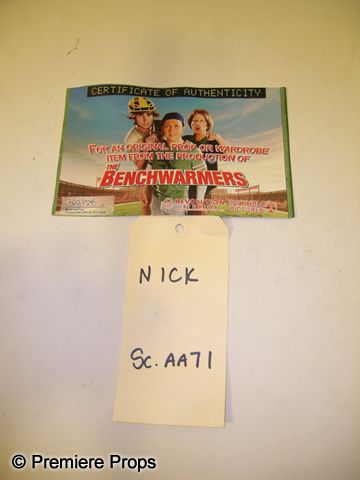 CERTIFICATE OF AUTHENTICITY
FOR AN ORIGINAL PROP OR WARDROBE
ITEM FROM THE PRODUCTION OF
THE
BENCHWARMERS
REVOLUTION
NICK
SC. AA71
© Premiere Props